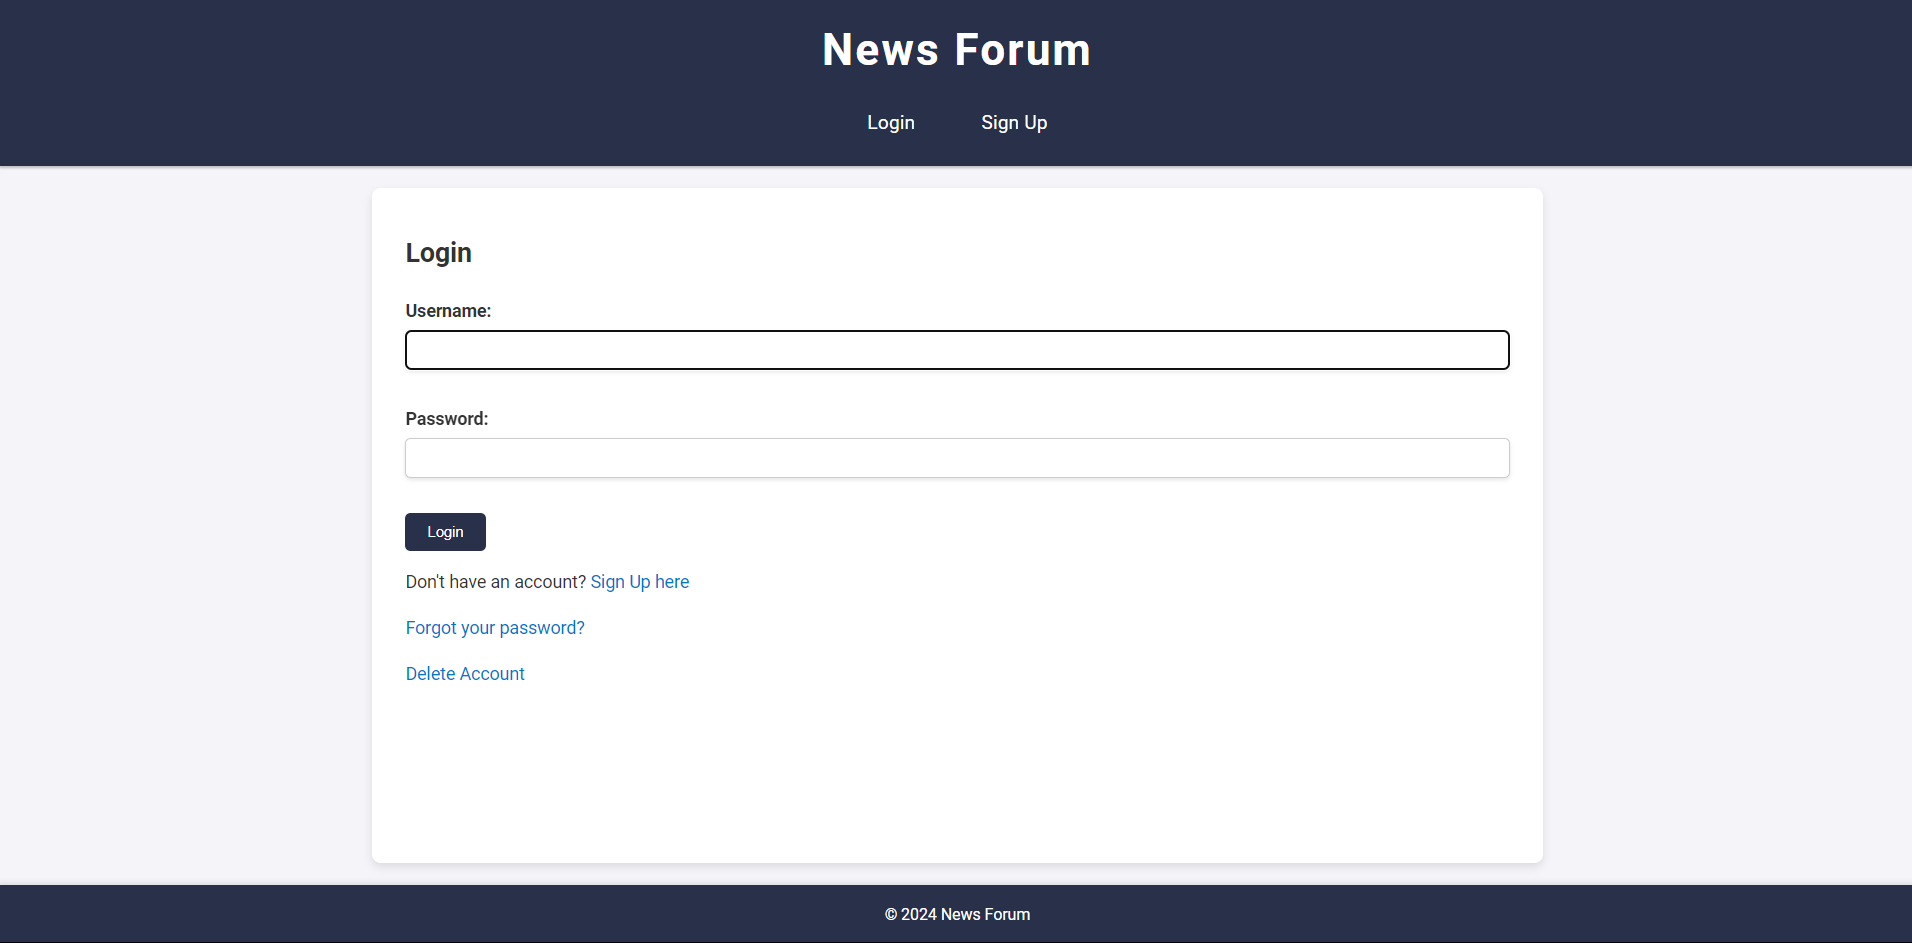 News Forum
Login Sign Up
Login
Username:
Password:
Login
Don't have an account? Sign Up here
Forgot your password?
Delete Account
© 2024 News Forum